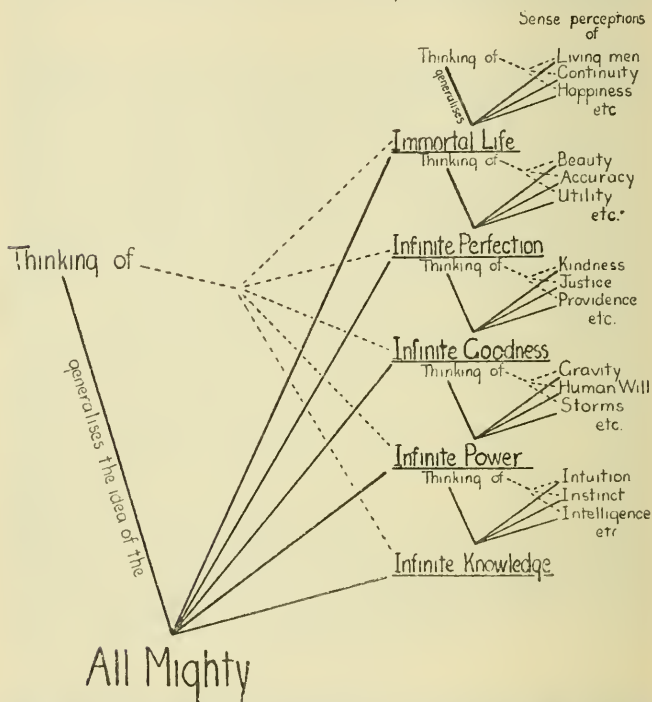 Sense perceptions
of
Thinking of
Living men
Continuity
Happiness
etc
generalises
Immortal Life
Thinking of
Beauty
Accuracy
Utility
etc.
Infinite Perfection
Thinking of
Kindness
Justice
Providence
etc.
Thinking of
Infinite Goodness
Thinking of
Gravity
Human Will
Storms
etc.
generalises the idea of the
Infinite Power
Thinking of
Intuition
Instinct
Intelligence
etc
Infinite Knowledge
All Mighty